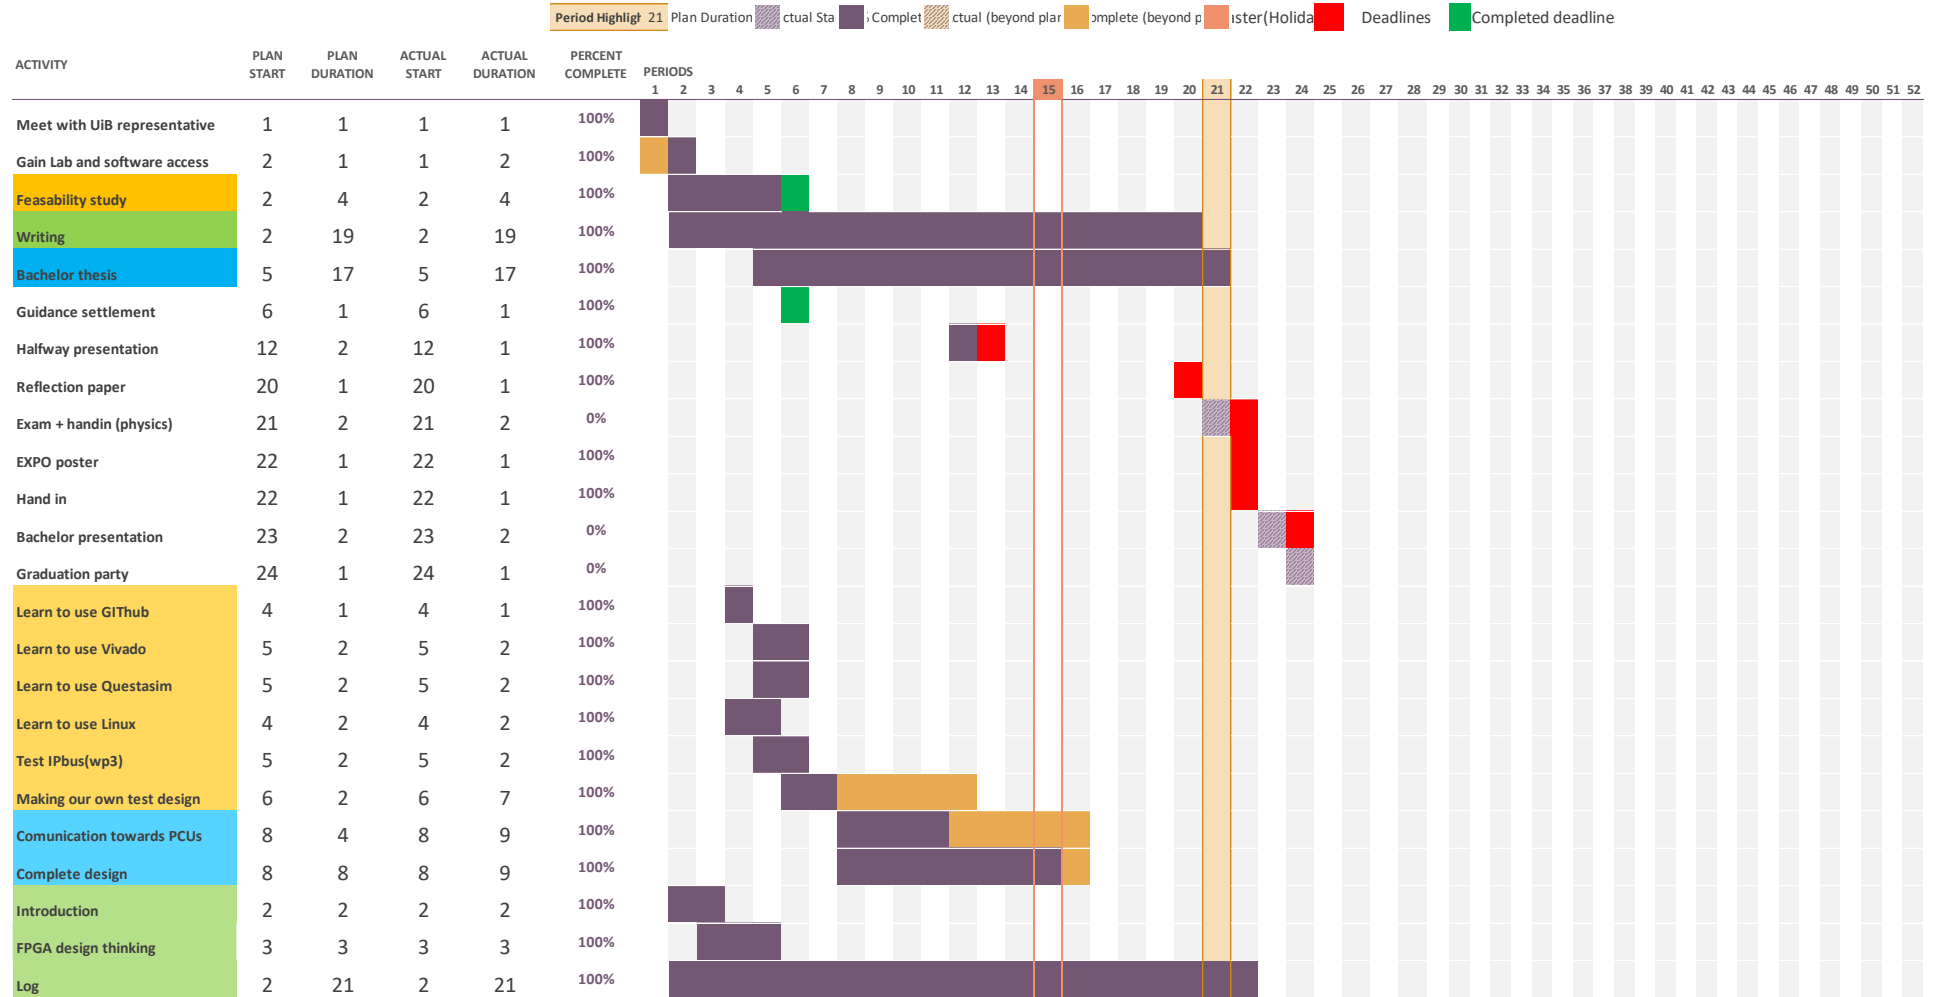 Period Highligh 21 Plan Duration ctual Sta Complet ctual (beyond plan omplete (beyond p aster(Holida Deadlines Completed deadline
ACTIVITY PLAN START PLAN DURATION ACTUAL START ACTUAL DURATION PERCENT COMPLETE PERIODS
1 2 3 4 5 6 7 8 9 10 11 12 13 14 15 16 17 18 19 20 21 22 23 24 25 26 27 28 29 30 31 32 33 34 35 36 37 38 39 40 41 42 43 44 45 46 47 48 49 50 51 52
Meet with UiB representative 1 1 1 1 100%
Gain Lab and software access 2 1 1 2 100%
Feasability study 2 4 2 4 100%
Writing 2 19 2 19 100%
Bachelor thesis 5 17 5 17 100%
Guidance settlement 6 1 6 1 100%
Halfway presentation 12 2 12 1 100%
Reflection paper 20 1 20 1 100%
Exam + handin (physics) 21 2 21 2 0%
EXPO poster 22 1 22 1 100%
Hand in 22 1 22 1 100%
Bachelor presentation 23 2 23 2 0%
Graduation party 24 1 24 1 0%
Learn to use GIThub 4 1 4 1 100%
Learn to use Vivado 5 2 5 2 100%
Learn to use Questasim 5 2 5 2 100%
Learn to use Linux 4 2 4 2 100%
Test IPbus(wp3) 5 2 5 2 100%
Making our own test design 6 2 6 7 100%
Comunication towards PCUs 8 4 8 9 100%
Complete design 8 8 8 9 100%
Introduction 2 2 2 2 100%
FPGA design thinking 3 3 3 3 100%
Log 2 21 2 21 100%